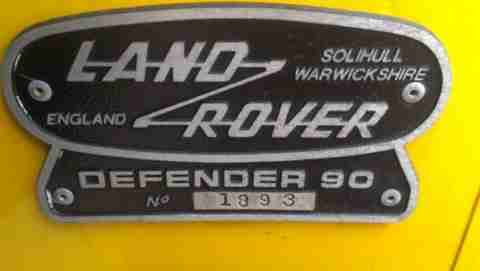 LAND
SOLIHULL
WARWICKSHIRE
ENGLAND
ROVER
DEFENDER 90
No 1893